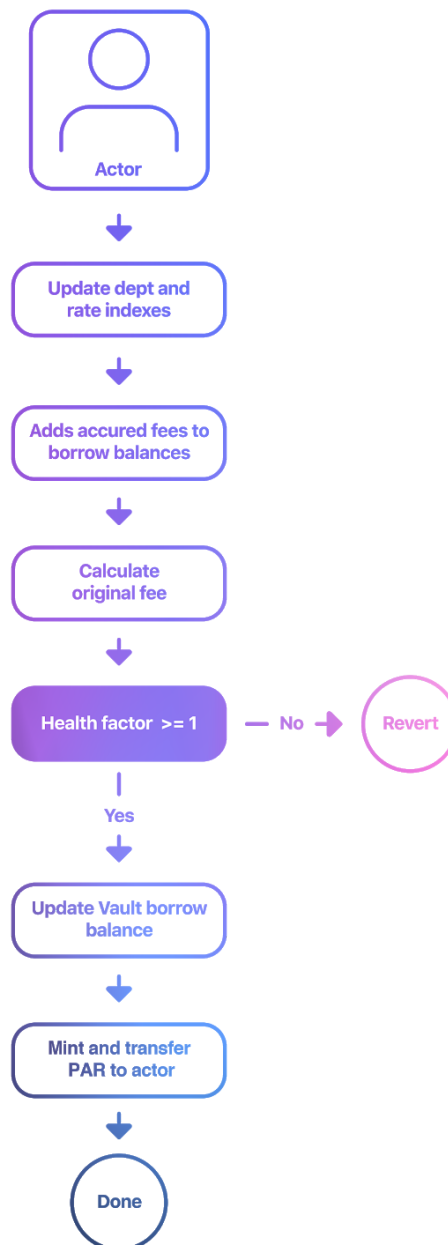 Actor
Update dept and
rate indexes
Adds accured fees to
borrow balances
Calculate
original fee
Health factor >= 1
No
Revert
Yes
Update Vault borrow
balance
Mint and transfer
PAR to actor
Done